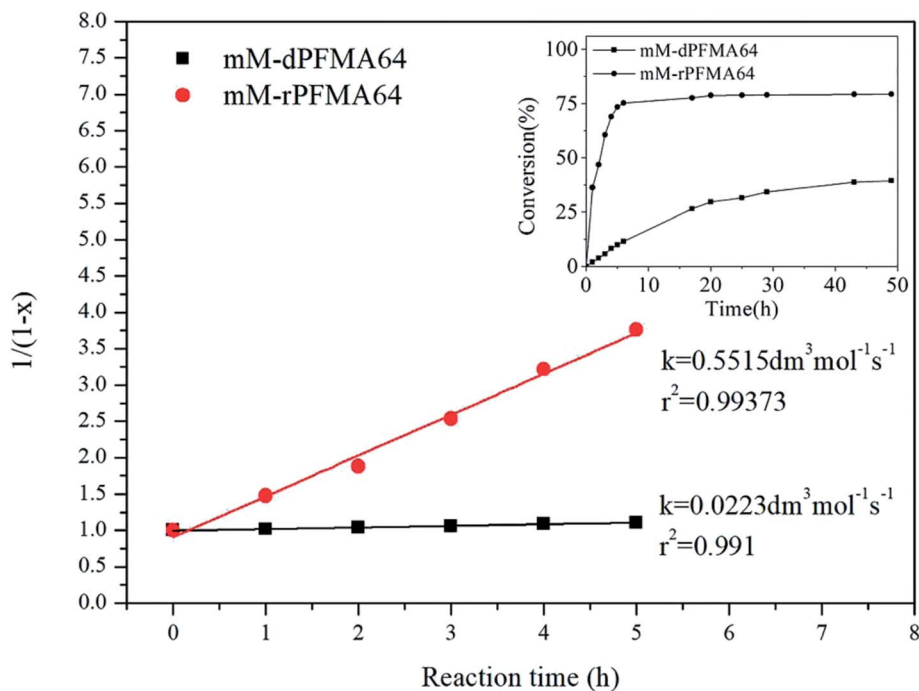 8.0
7.5
7.0
6.5
6.0
5.5
5.0
4.5
4.0
3.5
3.0
2.5
2.0
1.5
1.0
0.5
0.0
1/(1-x)
mM-dPFMA64
mM-rPFMA64
100
75
50
25
0
Conversion(%)
mM-dPFMA64
mM-rPFMA64
0 10 20 30 40 50
Time(h)
k=0.5515dm³mol⁻¹s⁻¹
r²=0.99373
k=0.0223dm³mol⁻¹s⁻¹
r²=0.991
0 1 2 3 4 5 6 7 8
Reaction time (h)